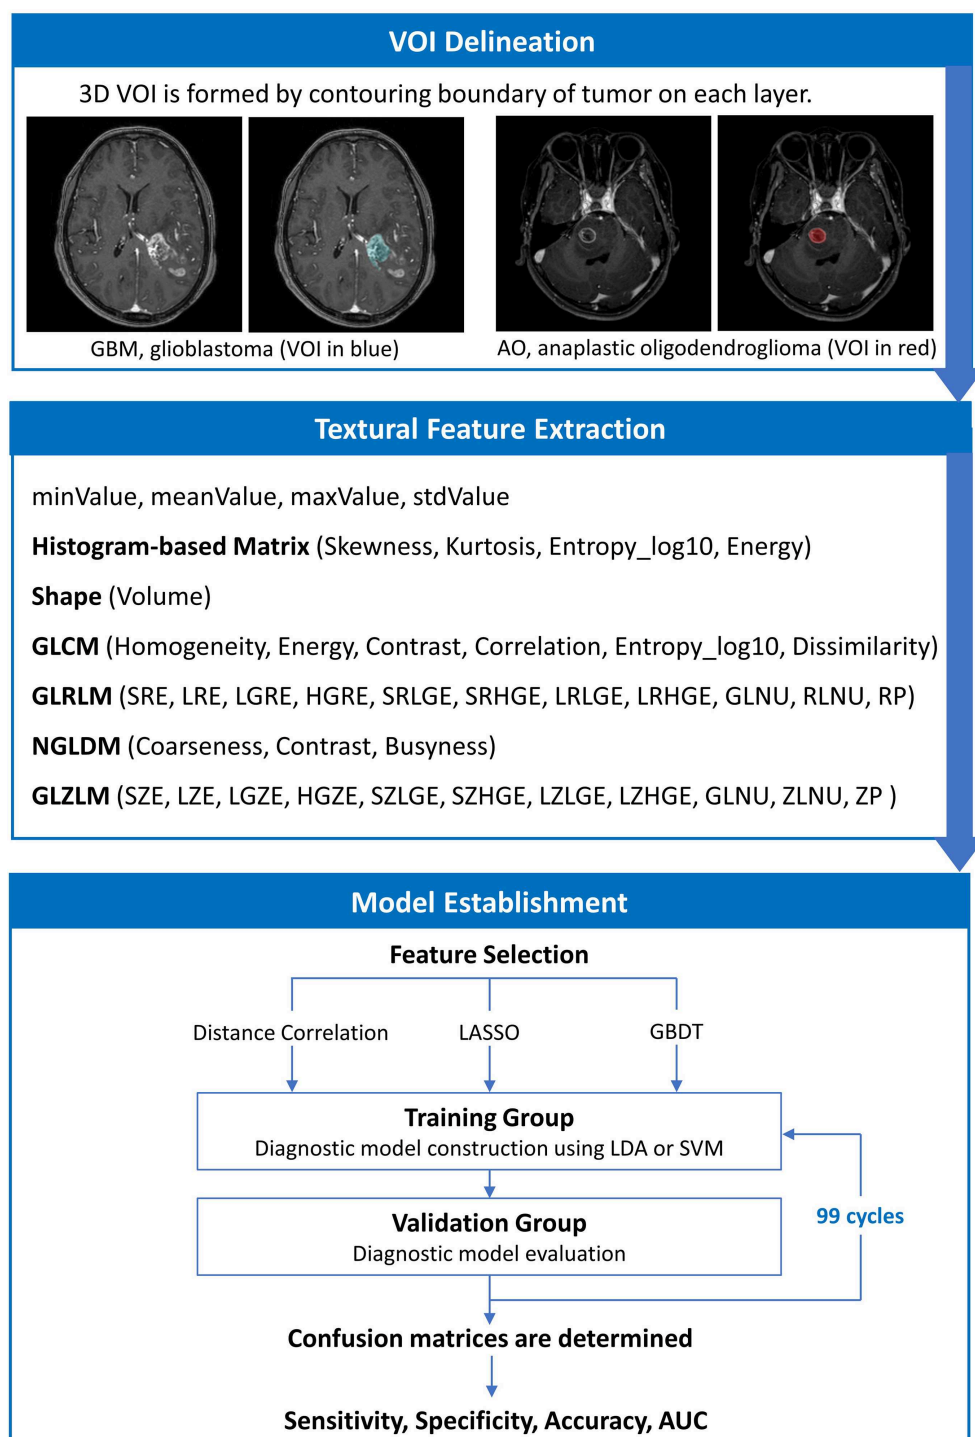 VOI Delineation
3D VOI is formed by contouring boundary of tumor on each layer.
GBM, glioblastoma (VOI in blue)
AO, anaplastic oligodendroglioma (VOI in red)
Textural Feature Extraction
minValue, meanValue, maxValue, stdValue
Histogram-based Matrix (Skewness, Kurtosis, Entropy_log10, Energy)
Shape (Volume)
GLCM (Homogeneity, Energy, Contrast, Correlation, Entropy_log10, Dissimilarity)
GLRLM (SRE, LRE, LGRE, HGRE, SRLGE, SRHGE, LRLGE, LRHGE, GLNU, RLNU, RP)
NGLDM (Coarseness, Contrast, Busyness)
GLZLM (SZE, LZE, LGZE, HGZE, SZLGE, SZHGE, LZLGE, LZHGE, GLNU, ZLNU, ZP )
Model Establishment
Feature Selection
Distance Correlation
LASSO
GBDT
Training Group
Diagnostic model construction using LDA or SVM
Validation Group
Diagnostic model evaluation
99 cycles
Confusion matrices are determined
Sensitivity, Specificity, Accuracy, AUC